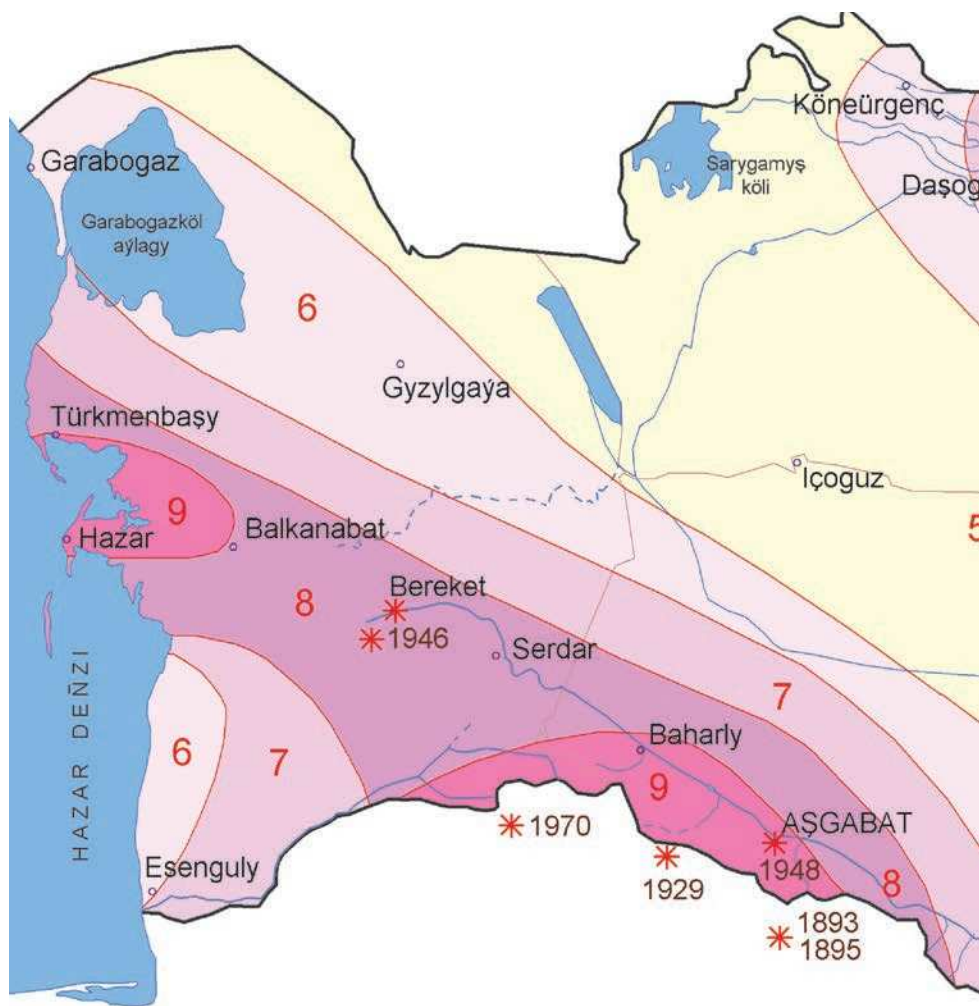 Köneürgenç
Garabogaz
Sarygamyş
köli
Daşog
Garabogazköl
aýlagy
6
Gyzylgaýa
Türkmenbaşy
Içoguz
9
5
Hazar
Balkanabat
Bereket
8
1946
Serdar
HAZAR DEŇZI
7
6
7
Baharly
9
AŞGABAT
1970
1948
Esenguly
1929
8
1893
1895